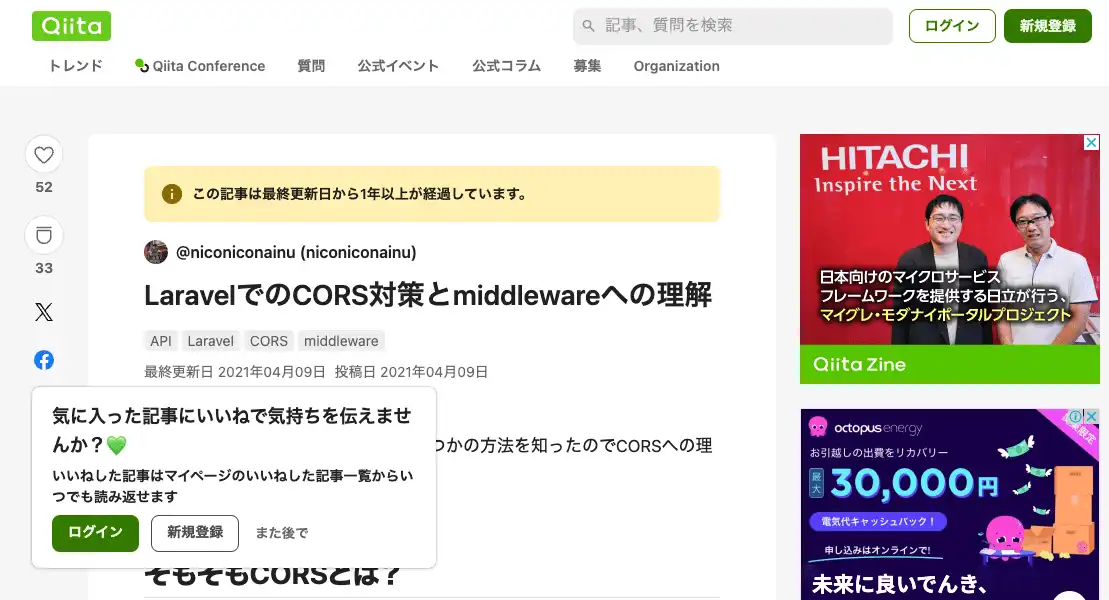 Qiita
記事、質問を検索
ログイン
新規登録
トレンド
Qiita Conference
質問
公式イベント
公式コラム
募集
Organization
52
33
この記事は最終更新日から1年以上が経過しています。
@niconiconainu (niconiconainu)
LaravelでのCORS対策とmiddlewareへの理解
API
Laravel
CORS
middleware
最終更新日 2021年04月09日 投稿日 2021年04月09日
つかの方法を知ったのでCORSへの理
気に入った記事にいいねで気持ちを伝えませ
んか？💚
いいねした記事はマイページのいいねした記事一覧からい
つでも読み返せます
ログイン
新規登録
また後で
そもそもCORSとは？
HITACHI
Inspire the Next
日本向けのマイクロサービス
フレームワークを提供する日立が行う、
マイグレ・モダナイポータルプロジェクト
Qiita Zine
octopus energy
お引越しの出費をリカバリー
最大
30,000円
電気代キャッシュバック！
申し込みはオンラインで!
未来に良いでんき、